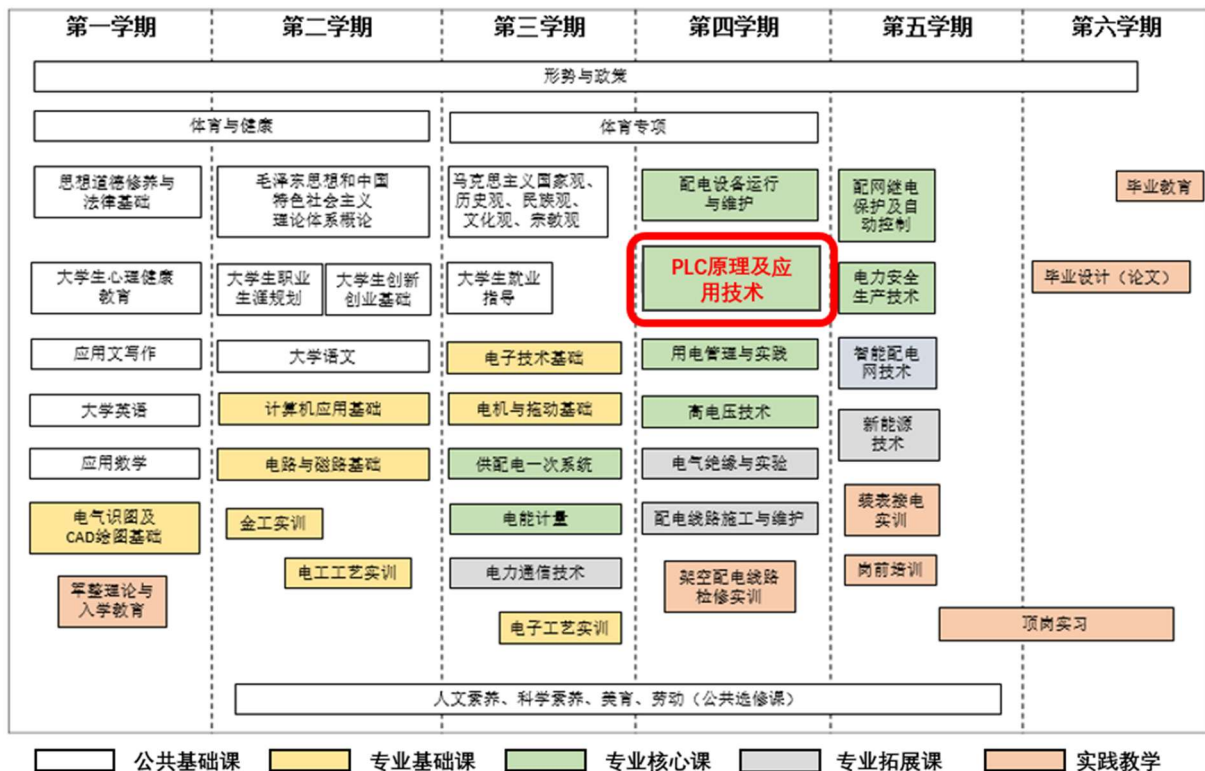 第一学期
第二学期
第三学期
第四学期
第五学期
第六学期
形势与政策
体育与健康
体育专项
思想道德修养与
法律基础
毛泽东思想和中国
特色社会主义
理论体系概论
马克思主义国家观、
历史观、民族观、
文化观、宗教观
配电设备运行
与维护
配网继电
保护及自
动控制
毕业教育
大学生心理健康
教育
大学生职业
生涯规划
大学生创新
创业基础
大学生就业
指导
PLC原理及应
用技术
电力安全
生产技术
毕业设计（论文）
应用文写作
大学语文
电子技术基础
用电管理与实践
智能配电
网技术
大学英语
计算机应用基础
电机与拖动基础
高电压技术
新能源
技术
应用数学
电路与磁路基础
供配电一次系统
电气绝缘与实验
电气识图及
CAD绘图基础
金工实训
电能计量
配电线路施工与维护
装表接电
实训
军整理论与
入学教育
电工工艺实训
电力通信技术
架空配电线路
检修实训
岗前培训
电子工艺实训
项岗实习
人文素养、科学素养、美育、劳动（公共选修课）
公共基础课
专业基础课
专业核心课
专业拓展课
实践教学